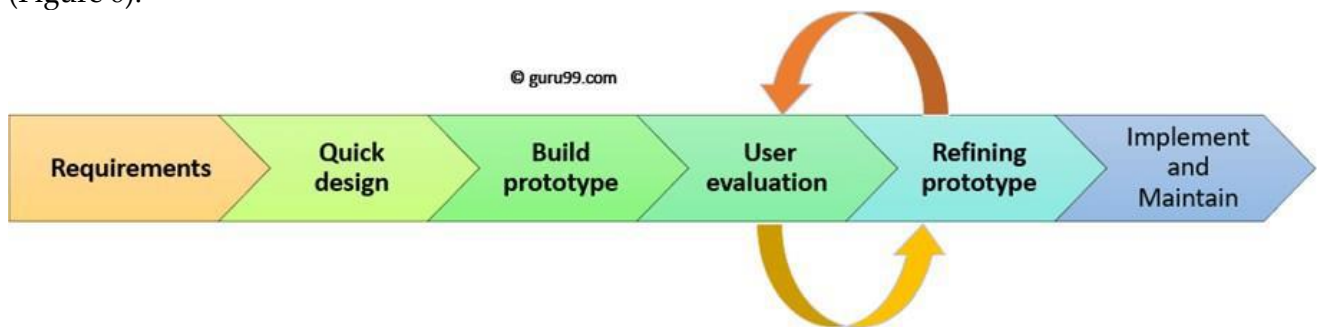 (Figure 6).
© guru99.com
Requirements
Quick
design
Build
prototype
User
evaluation
Refining
prototype
Implement
and
Maintain